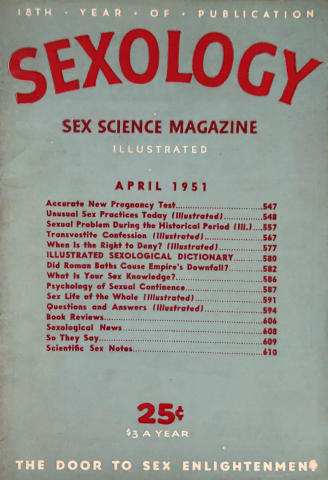 18TH YEAR OF PUBLICATION
SEXOLOGY
SEX SCIENCE MAGAZINE
ILLUSTRATED
APRIL 1951
Accurate New Pregnancy Test...547
Unusual Sex Practices Today (Illustrated)...548
Sexual Problem During the Historical Period (Ill.)...557
Transvestite Confession (Illustrated)...567
When Is the Right to Deny? (Illustrated)...577
ILLUSTRATED SEXOLOGICAL DICTIONARY...580
Did Roman Baths Cause Empire's Downfall?...582
What Is Your Sex Knowledge?...586
Psychology of Sexual Continence...587
Sex Life of the Whale (Illustrated)...591
Questions and Answers (Illustrated)...594
Book Reviews...606
Sexological News...608
So They Say...609
Scientific Sex Notes...610
25¢
$3 A YEAR
THE DOOR TO SEX ENLIGHTENMENT